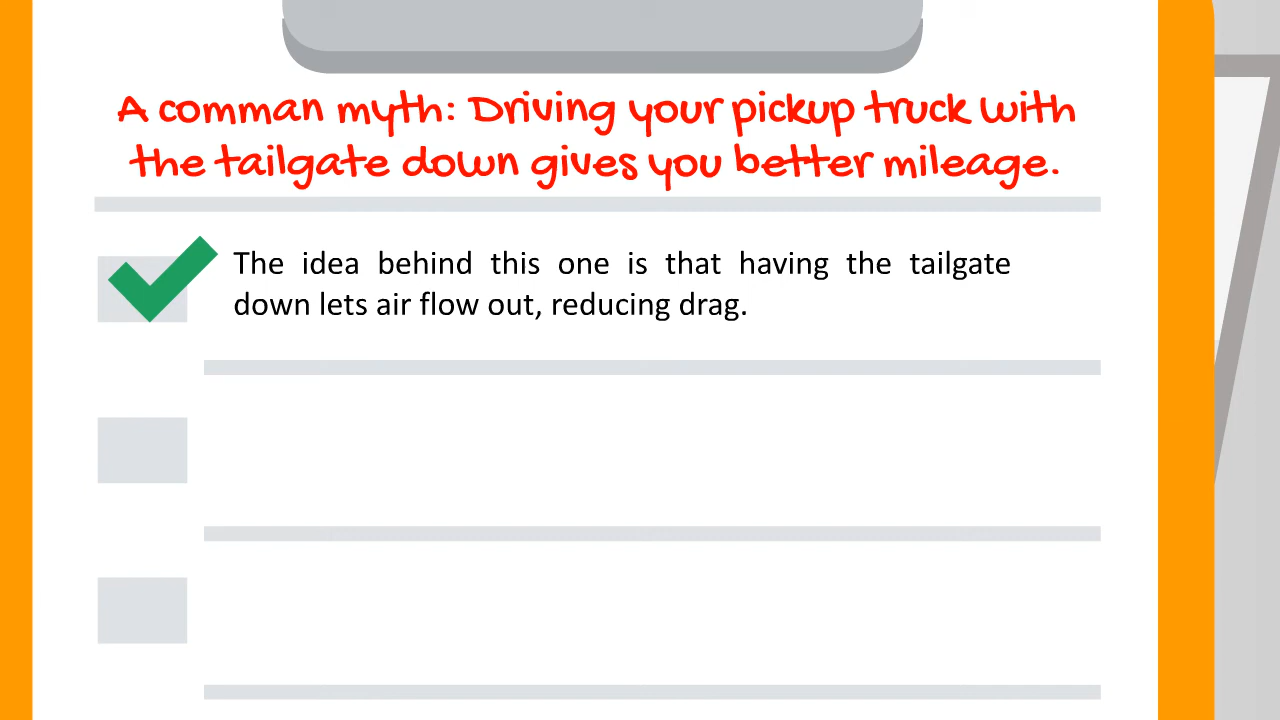 A comman myth: Driving your pickup truck with
the tailgate down gives you better mileage.
The idea behind this one is that having the tailgate
down lets air flow out, reducing drag.